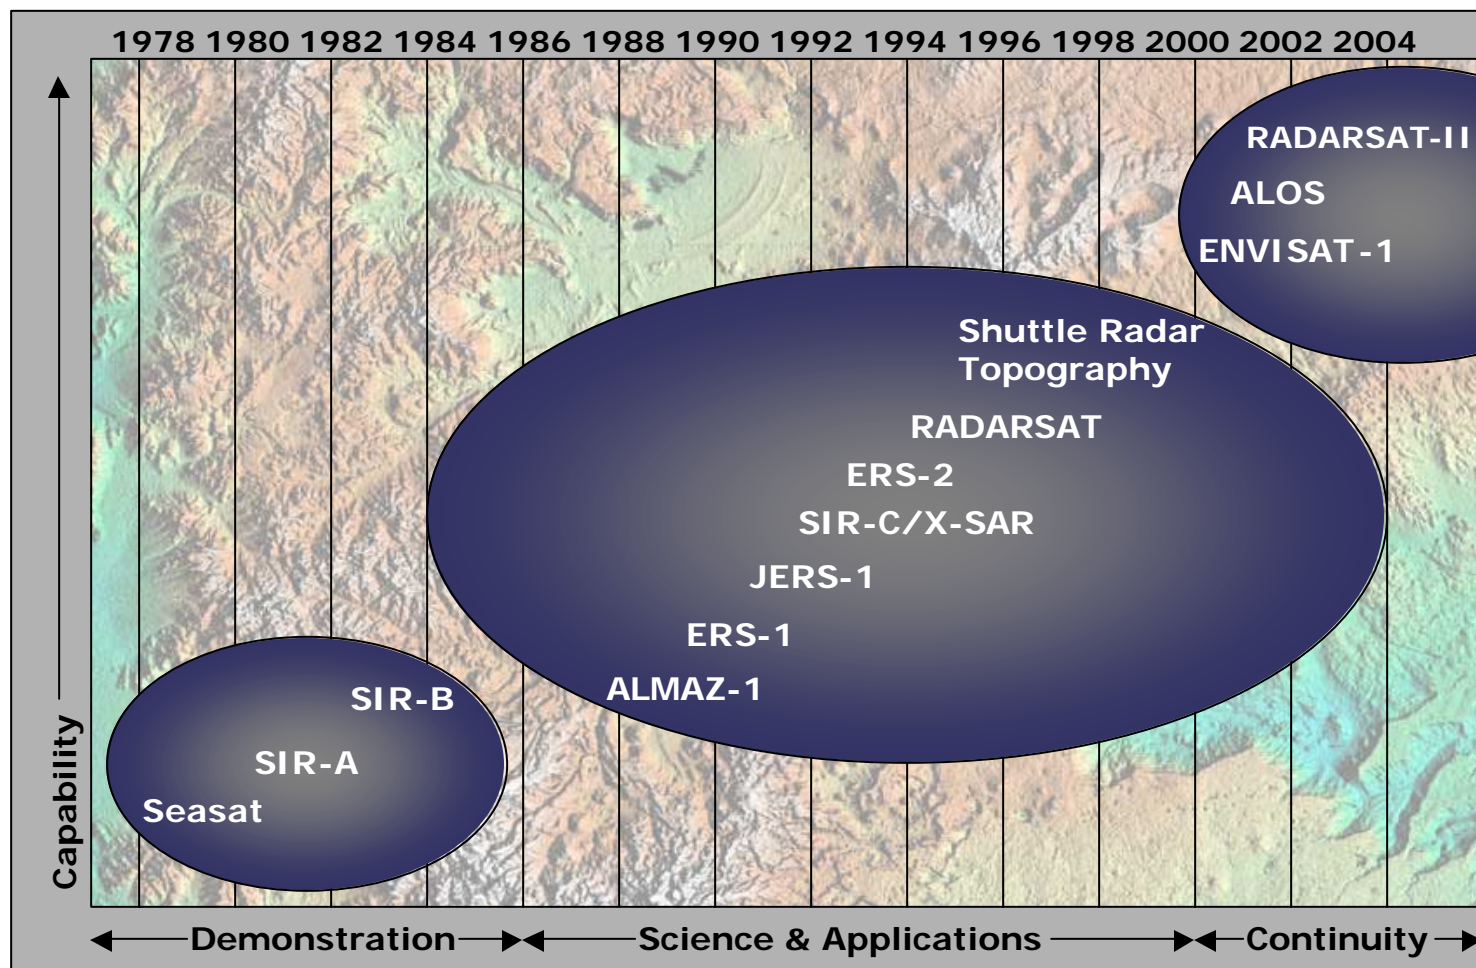 1978 1980 1982 1984 1986 1988 1990 1992 1994 1996 1998 2000 2002 2004
RADARSAT-II
ALOS
ENVISAT-1
Shuttle Radar
Topography
RADARSAT
ERS-2
SIR-C/X-SAR
JERS-1
ERS-1
ALMAZ-1
SIR-B
SIR-A
Seasat
Capability
Demonstration
Science & Applications
Continuity